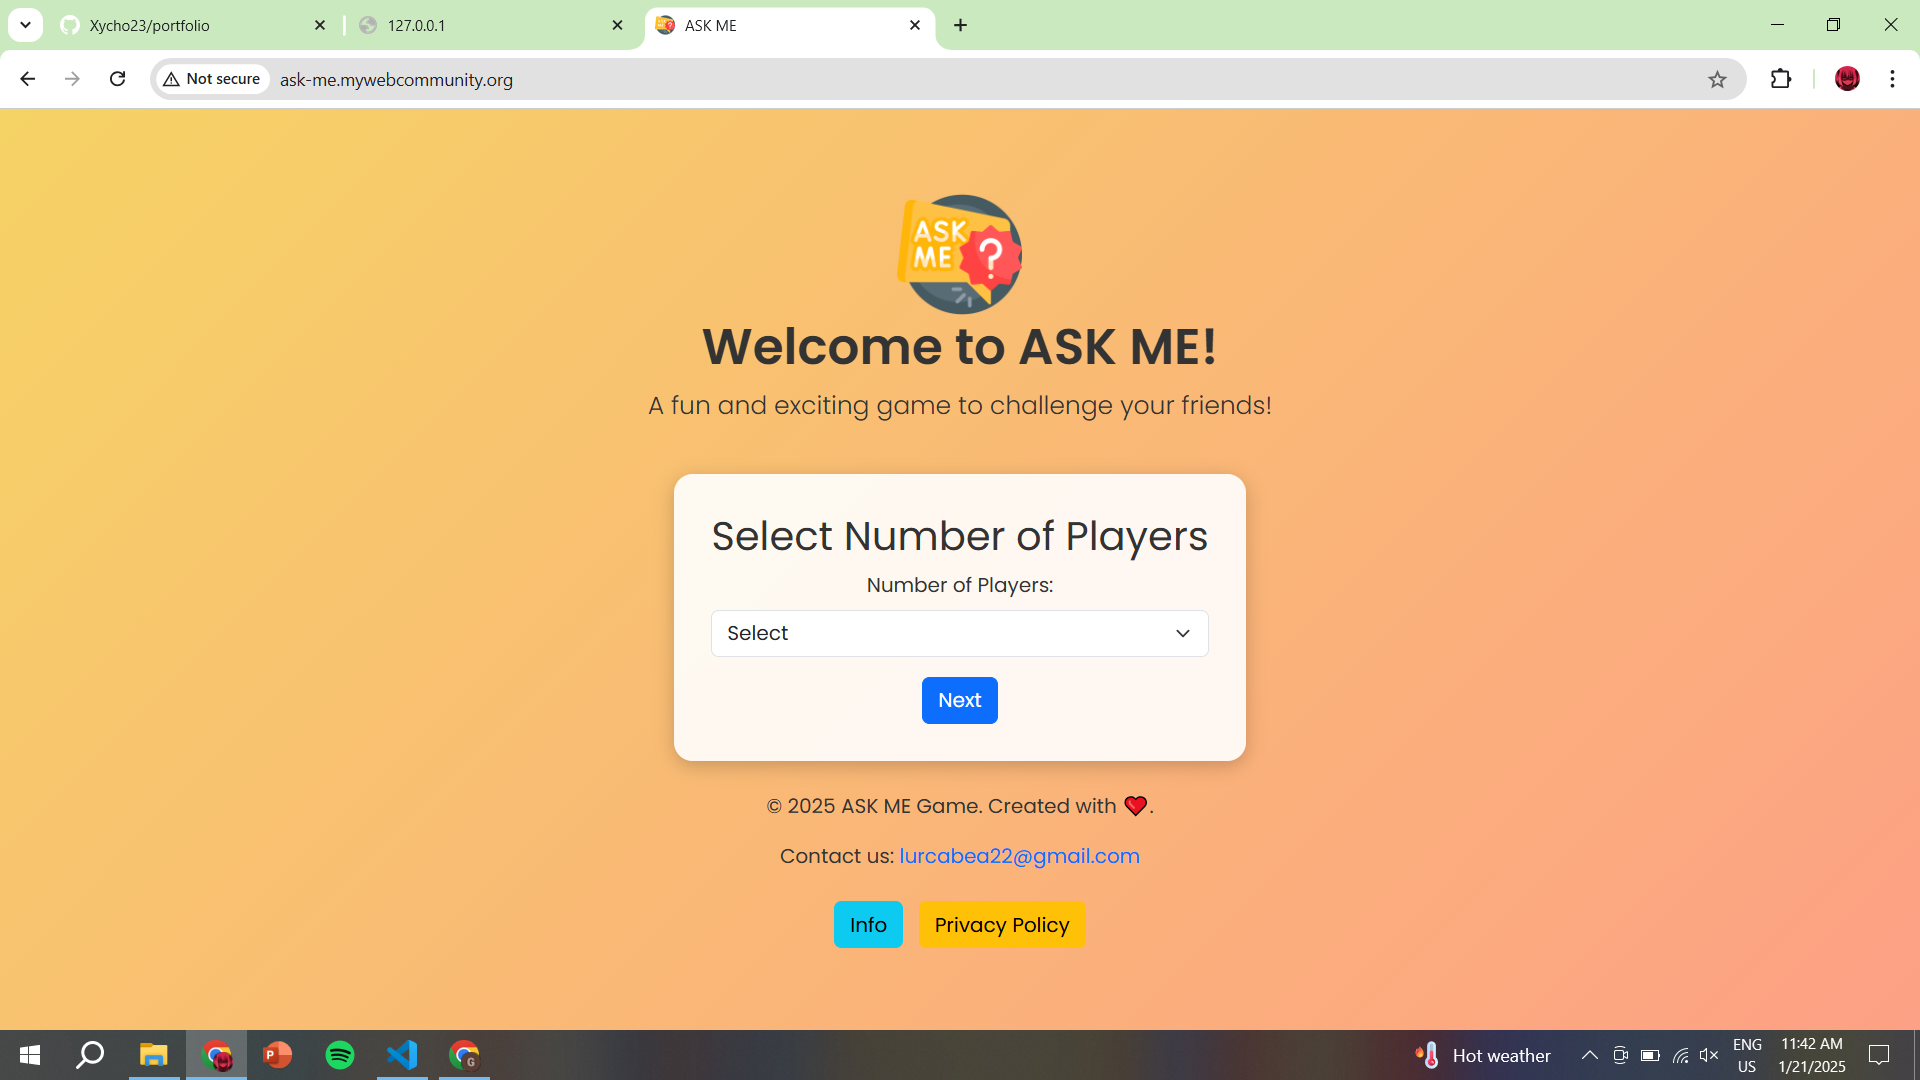 Xycho23/portfolio
127.0.0.1
ASK ME
Not secure
ask-me.mywebcommunity.org
ASK
ME
?
Welcome to ASK ME!
A fun and exciting game to challenge your friends!
Select Number of Players
Number of Players:
Select
Next
© 2025 ASK ME Game. Created with ❤️.
Contact us: lurcabea22@gmail.com
Info
Privacy Policy
P
G
Hot weather
ENG
US
11:42 AM
1/21/2025